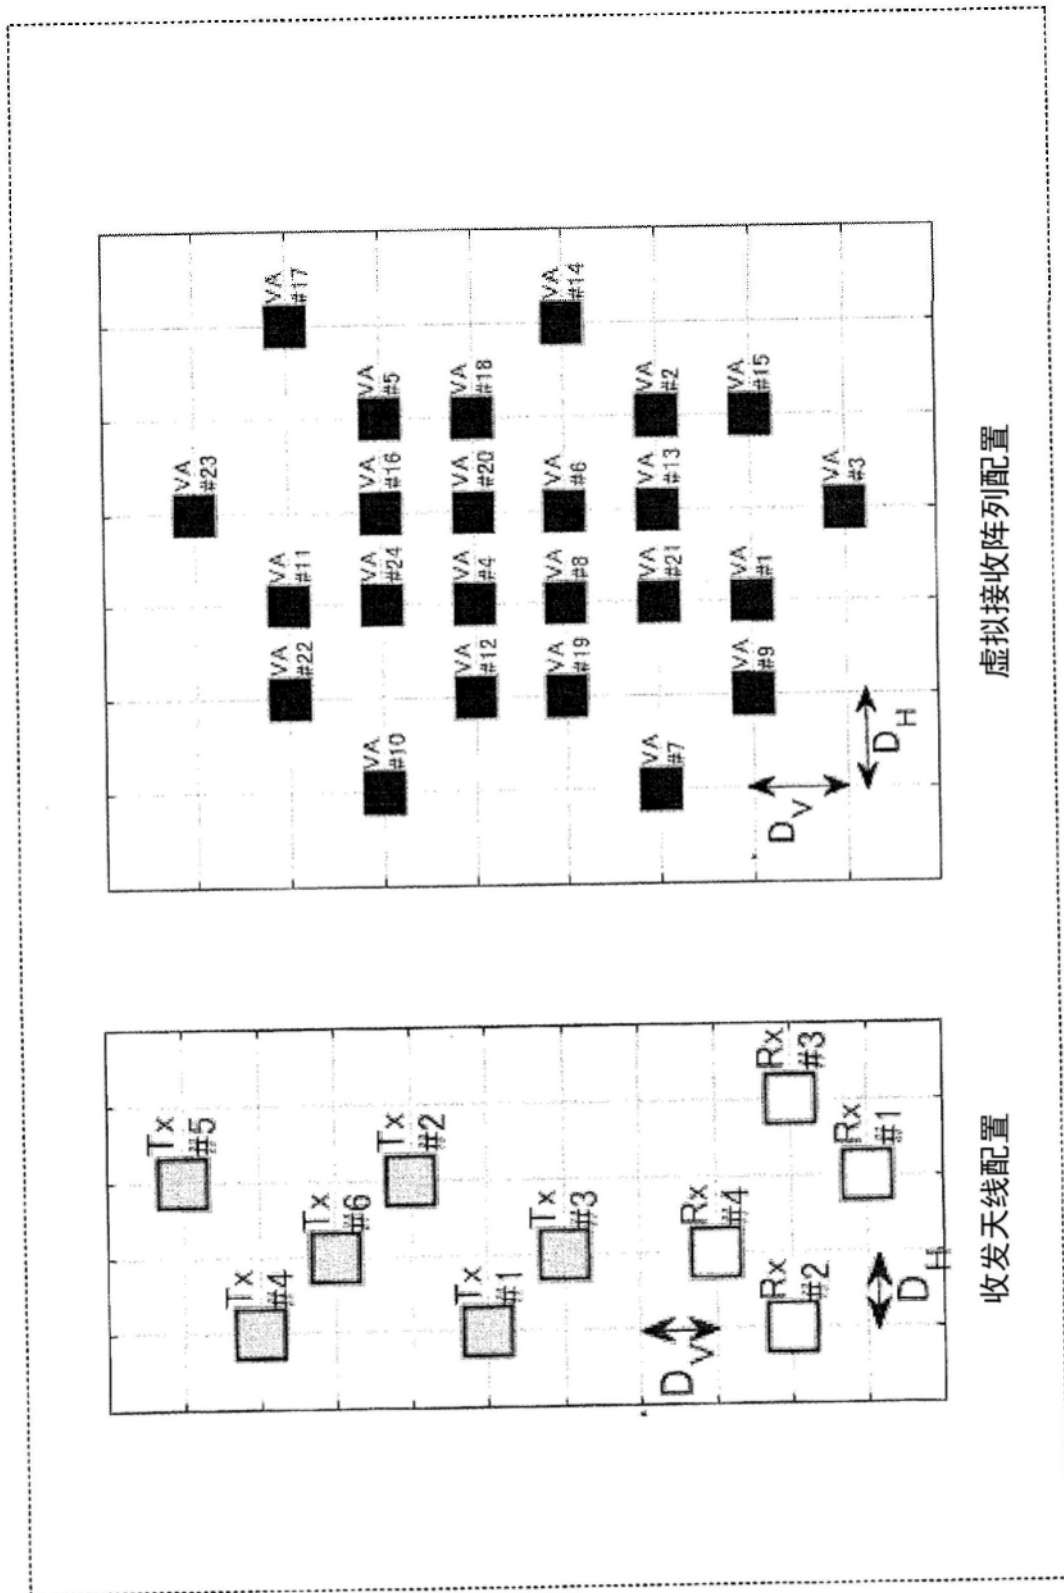 Tx
#5
Tx
#4
Tx
#6
Tx
#2
Tx
#1
Tx
#3
Rx
#4
Rx
#2
Rx
#3
Rx
#1
DV
DH
收发天线配置
VA
#23
VA
#22
VA
#11
VA
#17
VA
#10
VA
#24
VA
#16
VA
#5
VA
#12
VA
#4
VA
#20
VA
#18
VA
#19
VA
#8
VA
#6
VA
#14
VA
#7
VA
#21
VA
#13
VA
#2
VA
#9
VA
#1
VA
#15
VA
#3
DV
DH
虚拟接收阵列配置